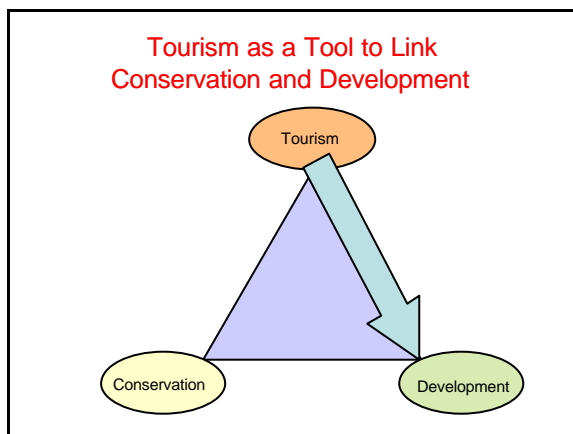 Tourism as a Tool to Link
Conservation and Development
Tourism
Conservation
Development